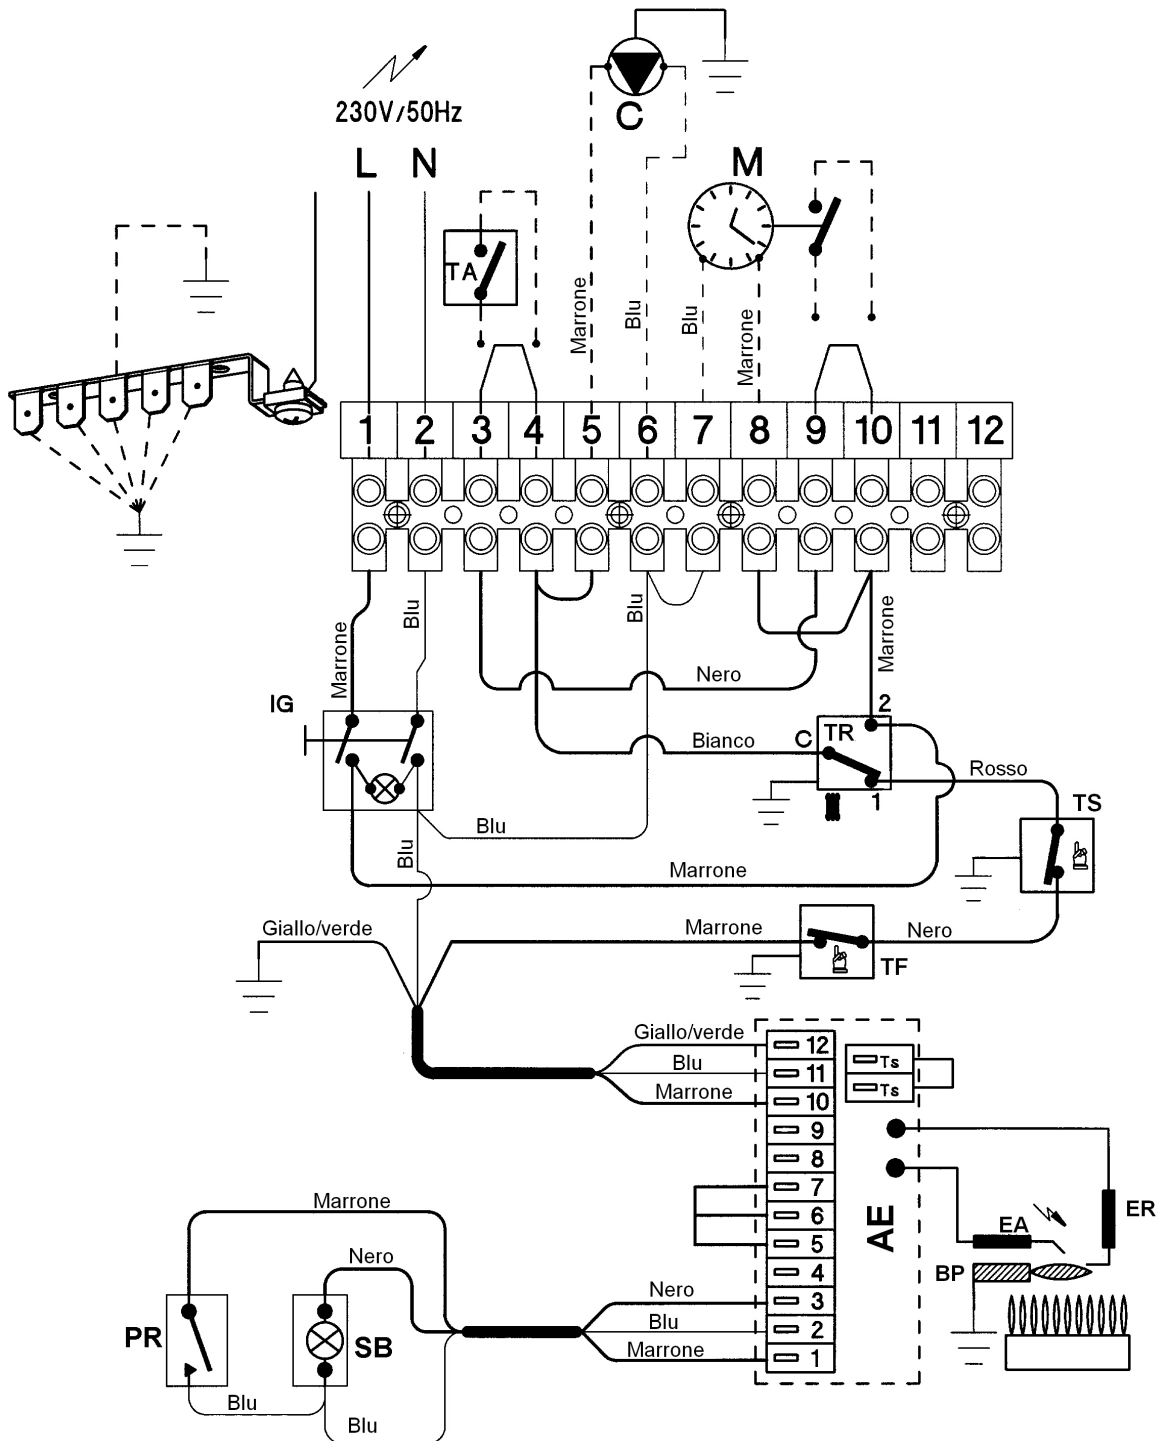 230V/50Hz
C
L N
M
TA
Marrone
Blu
Blu
Marrone
1 2 3 4 5 6 7 8 9 10 11 12
Marrone
Blu
Blu
Marrone
Nero
IG
2
TR
C
Bianco
1
Rosso
TS
Blu
Blu
Marrone
Giallo/verde
Marrone
Nero
TF
Giallo/verde
12
Blu
11
Marrone
10
Ts
Ts
9
8
7
6
5
4
3
2
1
AE
EA
ER
BP
Marrone
Nero
Nero
Blu
Marrone
PR
SB
Blu
Blu